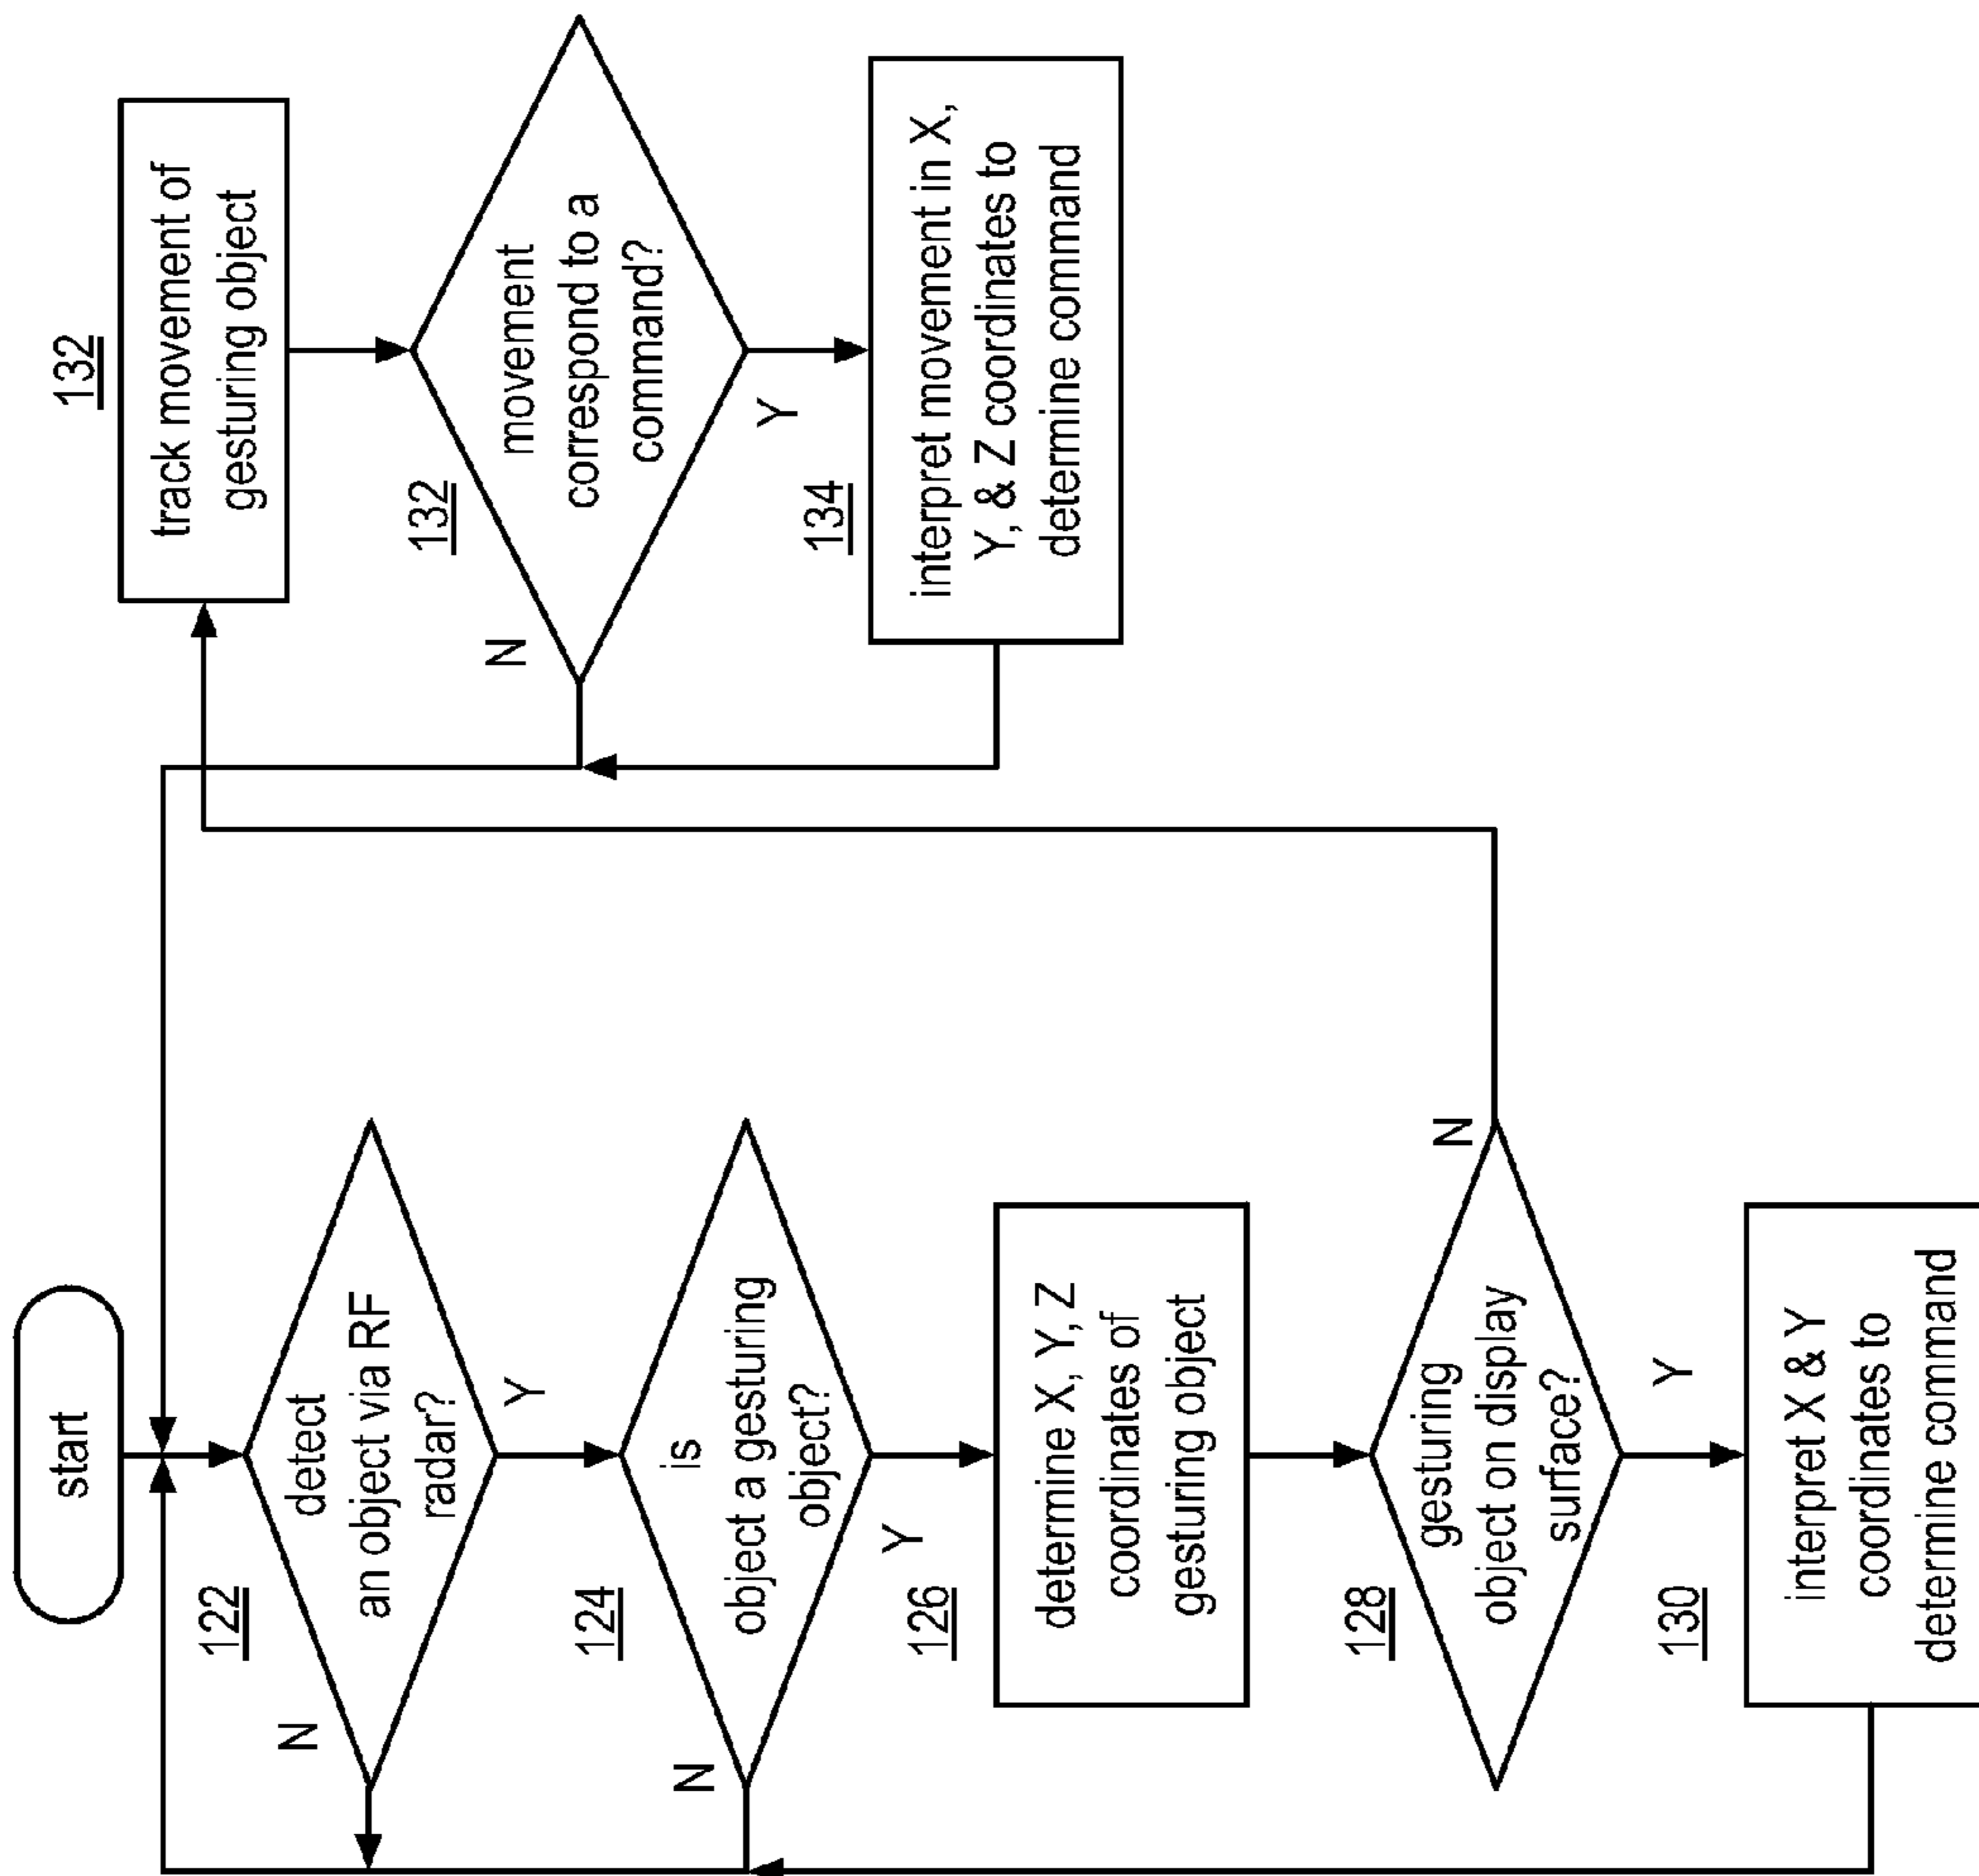 start
122
detect
an object via RF
radar?
N
Y
124
is
object a gesturing
object?
N
Y
126
determine X, Y, Z
coordinates of
gesturing object
128
gesturing
object on display
surface?
N
Y
130
interpret X & Y
coordinates to
determine command
132
track movement of
gesturing object
132
movement
correspond to a
command?
N
Y
134
interpret movement in X,
Y, & Z coordinates to
determine command